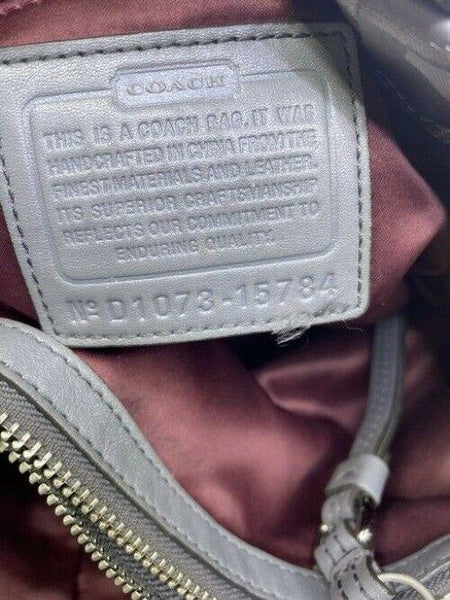 COACH
THIS IS A COACH BAG. IT WAS
HANDCRAFTED IN CHINA FROM THE
FINEST MATERIALS AND LEATHER.
ITS SUPERIOR CRAFTSMANSHIP
REFLECTS OUR COMMITMENT TO
ENDURING QUALITY.
Nº D1073-15784